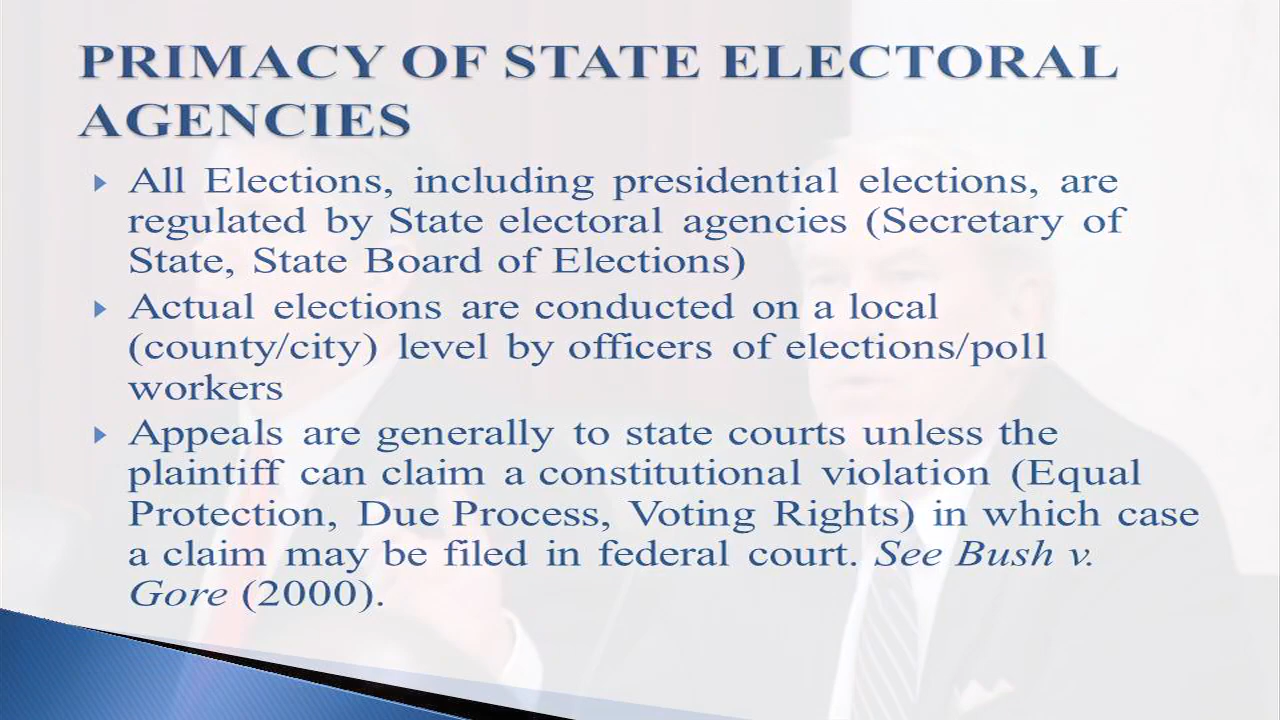 PRIMACY OF STATE ELECTORAL
AGENCIES
All Elections, including presidential elections, are
regulated by State electoral agencies (Secretary of
State, State Board of Elections)
Actual elections are conducted on a local
(county/city) level by officers of elections/poll
workers
Appeals are generally to state courts unless the
plaintiff can claim a constitutional violation (Equal
Protection, Due Process, Voting Rights) in which case
a claim may be filed in federal court. See Bush v.
Gore (2000).